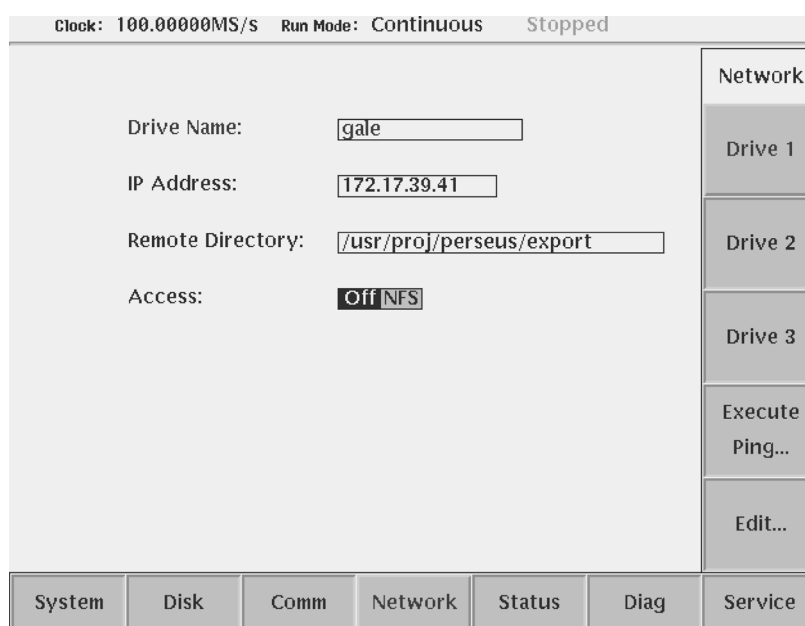 Clock: 100.00000MS/s Run Mode: Continuous Stopped
Network
Drive Name: gale
Drive 1
IP Address: 172.17.39.41
Remote Directory: /usr/proj/perseus/export
Drive 2
Access: Off NFS
Drive 3
Execute
Ping...
Edit...
System Disk Comm Network Status Diag Service